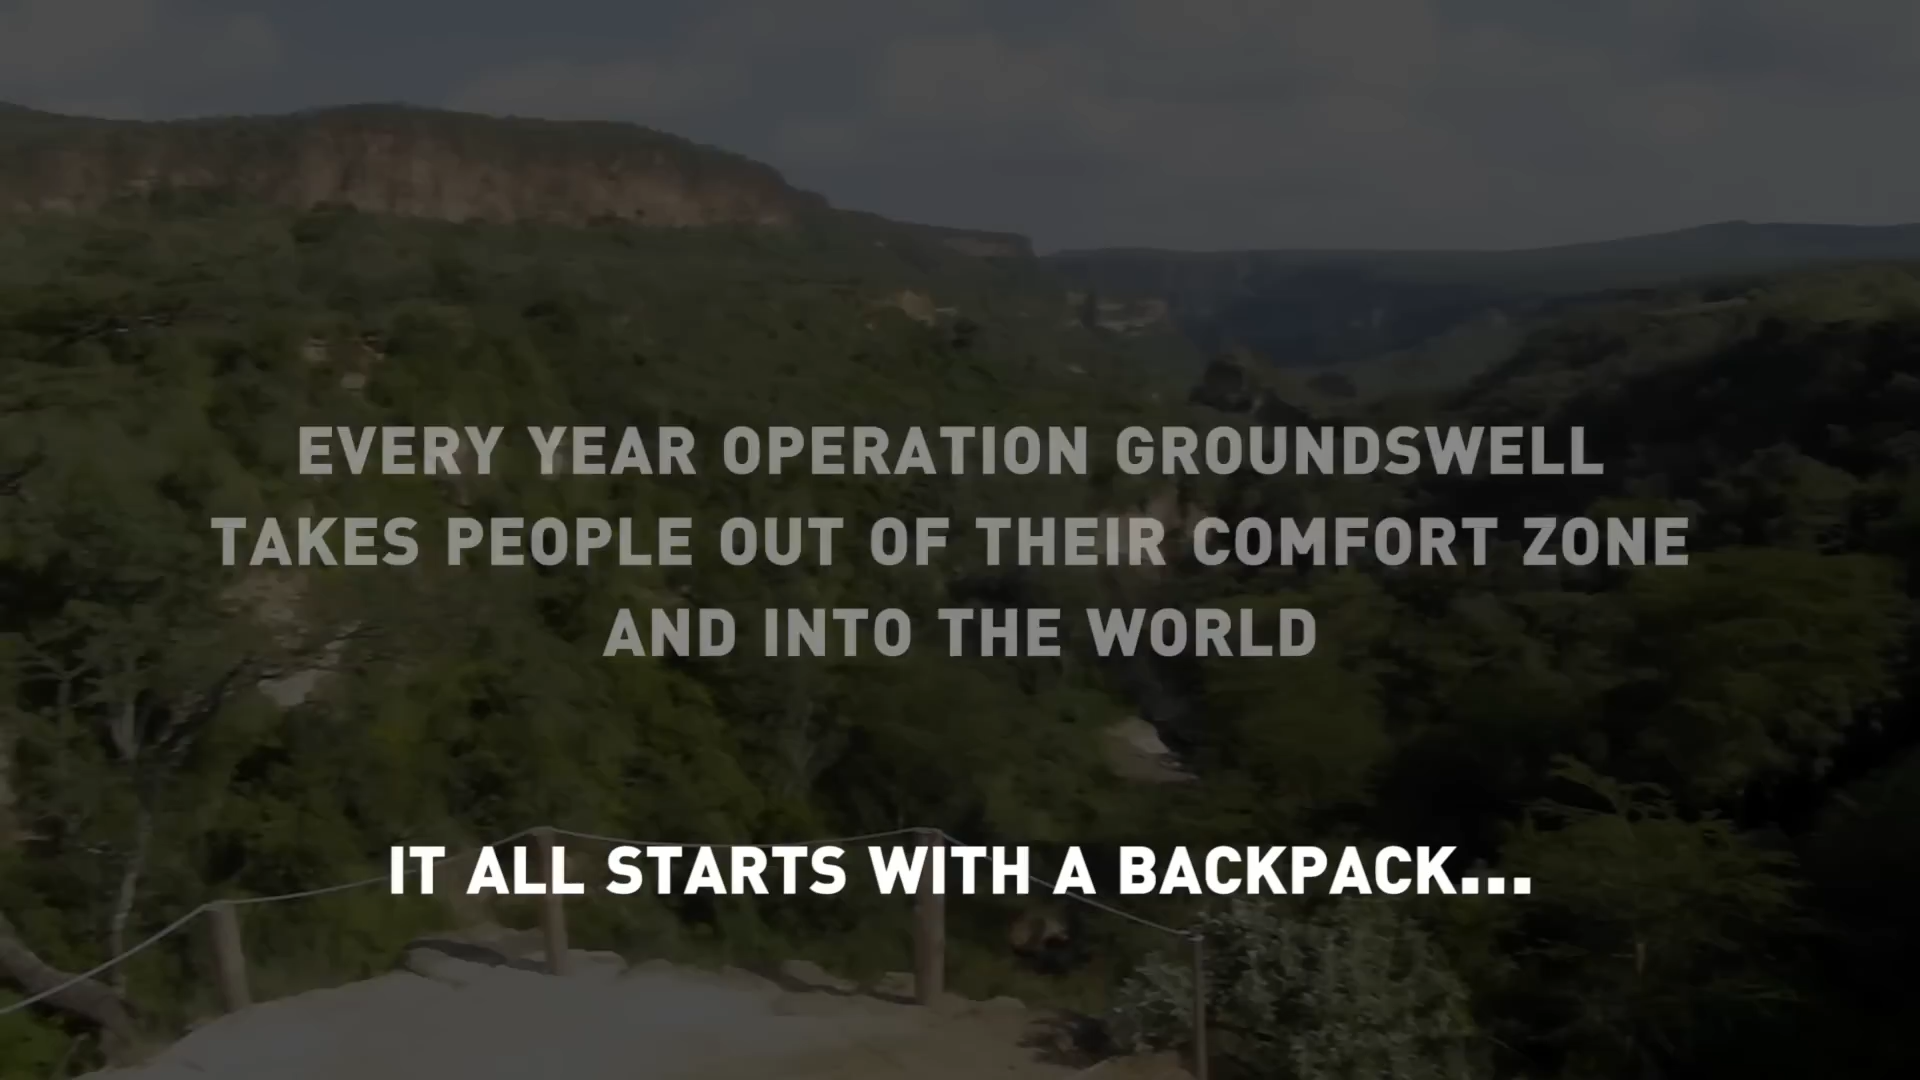 EVERY YEAR OPERATION GROUNDSWELL
TAKES PEOPLE OUT OF THEIR COMFORT ZONE
AND INTO THE WORLD
IT ALL STARTS WITH A BACKPACK...